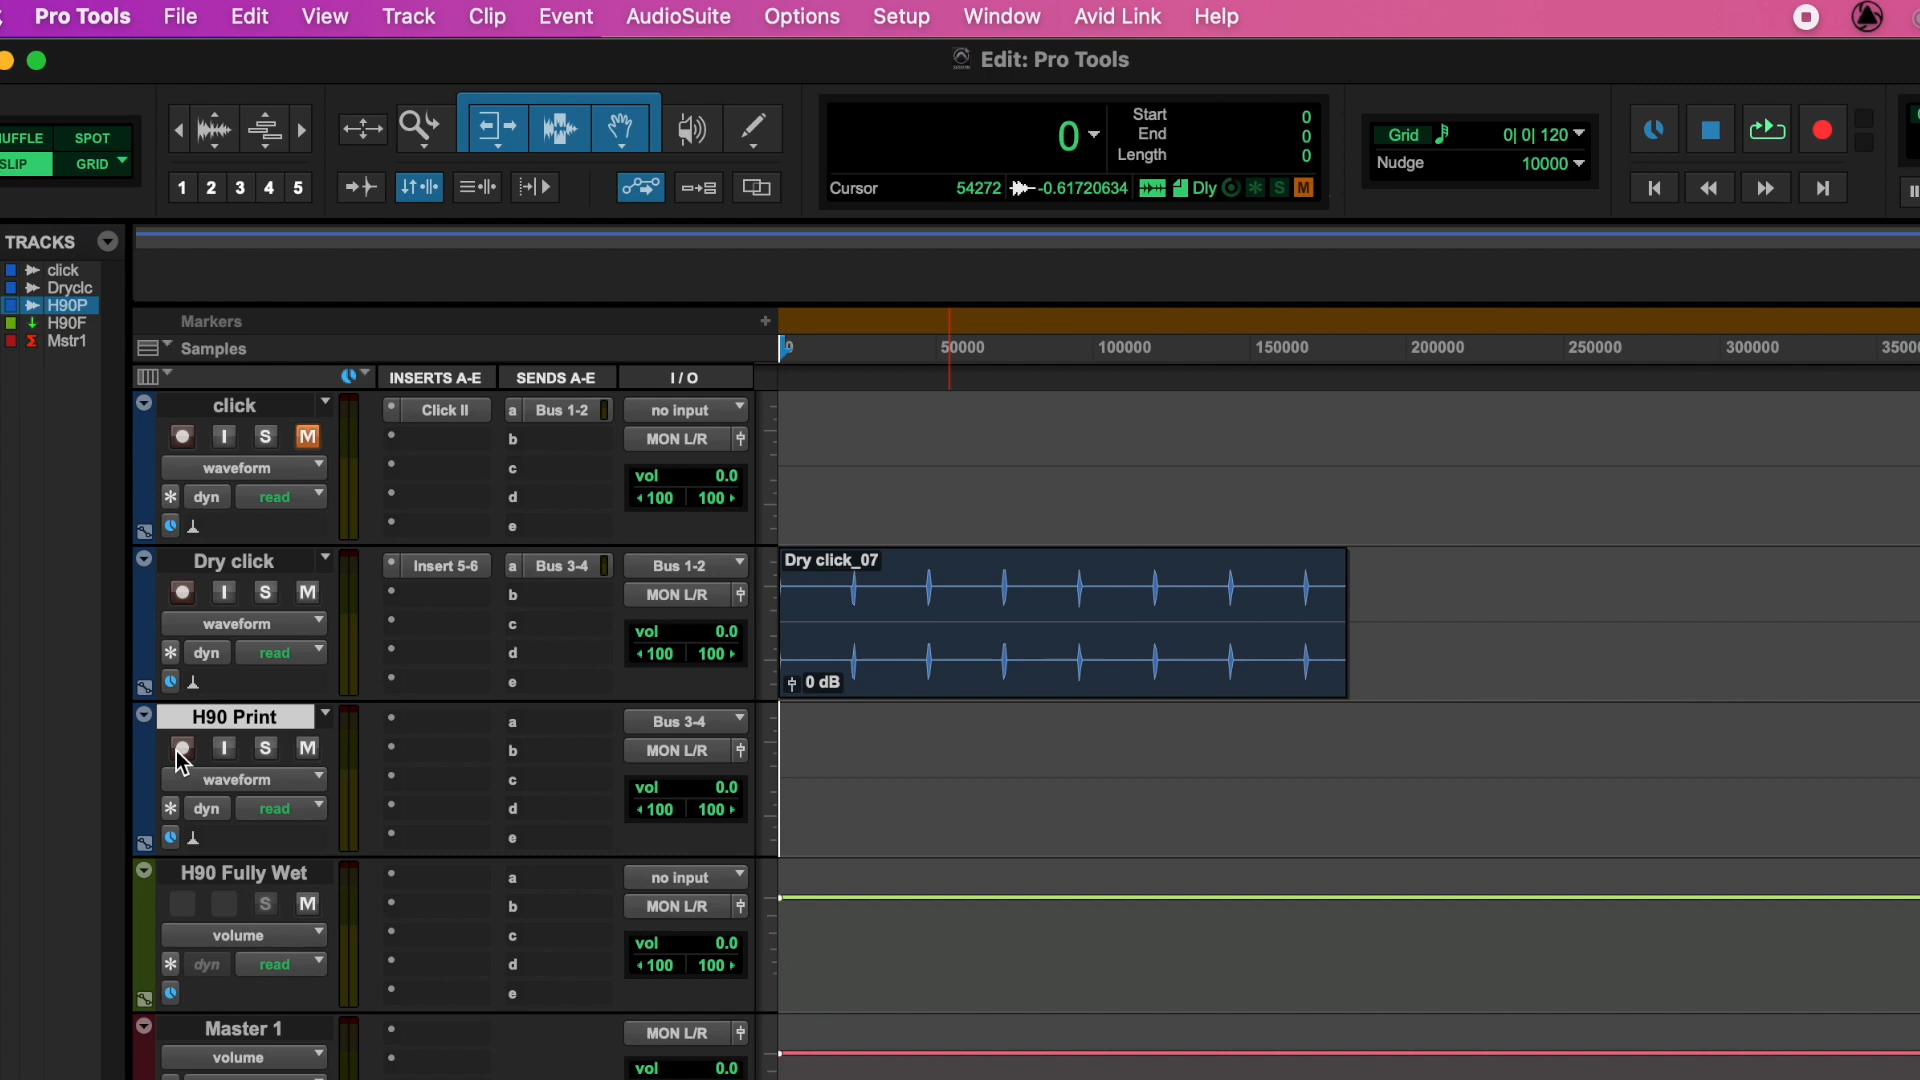 Pro Tools File Edit View Track Clip Event AudioSuite Options Setup Window Avid Link Help
Edit: Pro Tools
UFFLE SPOT
SLIP GRID
1 2 3 4 5
0
Start 0
End 0
Length 0
Cursor 54272 -0.61720634 Dly S M
Grid 0| 0| 120
Nudge 10000
TRACKS
click
Dryclc
H90P
H90F
Mstr1
Markers
Samples
0 50000 100000 150000 200000 250000 300000 3500
INSERTS A-E SENDS A-E I / O
click
I S M
waveform
dyn read
Click II
a Bus 1-2
b
c
d
e
no input
MON L/R
vol 0.0
100 100
Dry click
I S M
waveform
dyn read
Insert 5-6
a Bus 3-4
b
c
d
e
Bus 1-2
MON L/R
vol 0.0
100 100
Dry click_07
0 dB
H90 Print
I S M
waveform
dyn read
a
b
c
d
e
Bus 3-4
MON L/R
vol 0.0
100 100
H90 Fully Wet
S M
volume
dyn read
a
b
c
d
e
no input
MON L/R
vol 0.0
100 100
Master 1
volume
MON L/R
vol 0.0